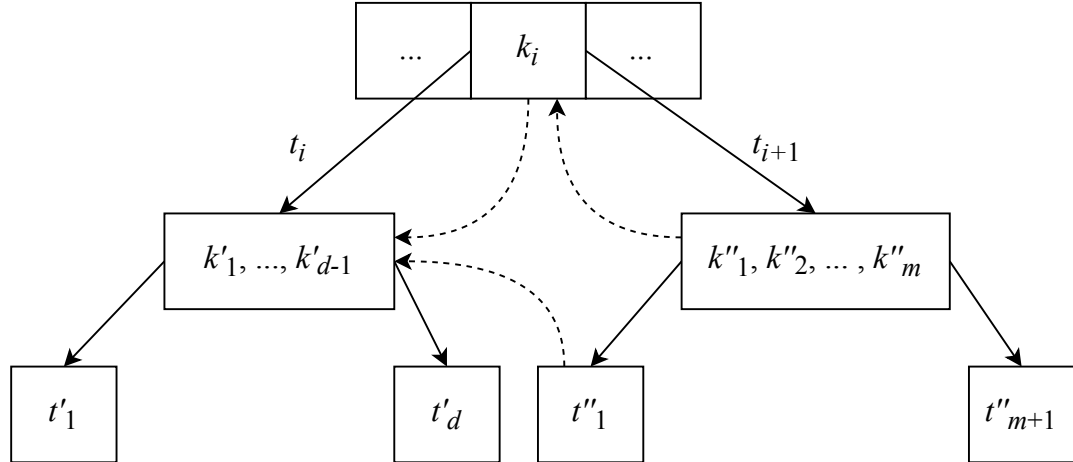 ... k_i ...
t_i t_{i+1}
k'_1, ..., k'_{d-1} k''_1, k''_2, ... , k''_m
t'_1 t'_d t''_1 t''_{m+1}